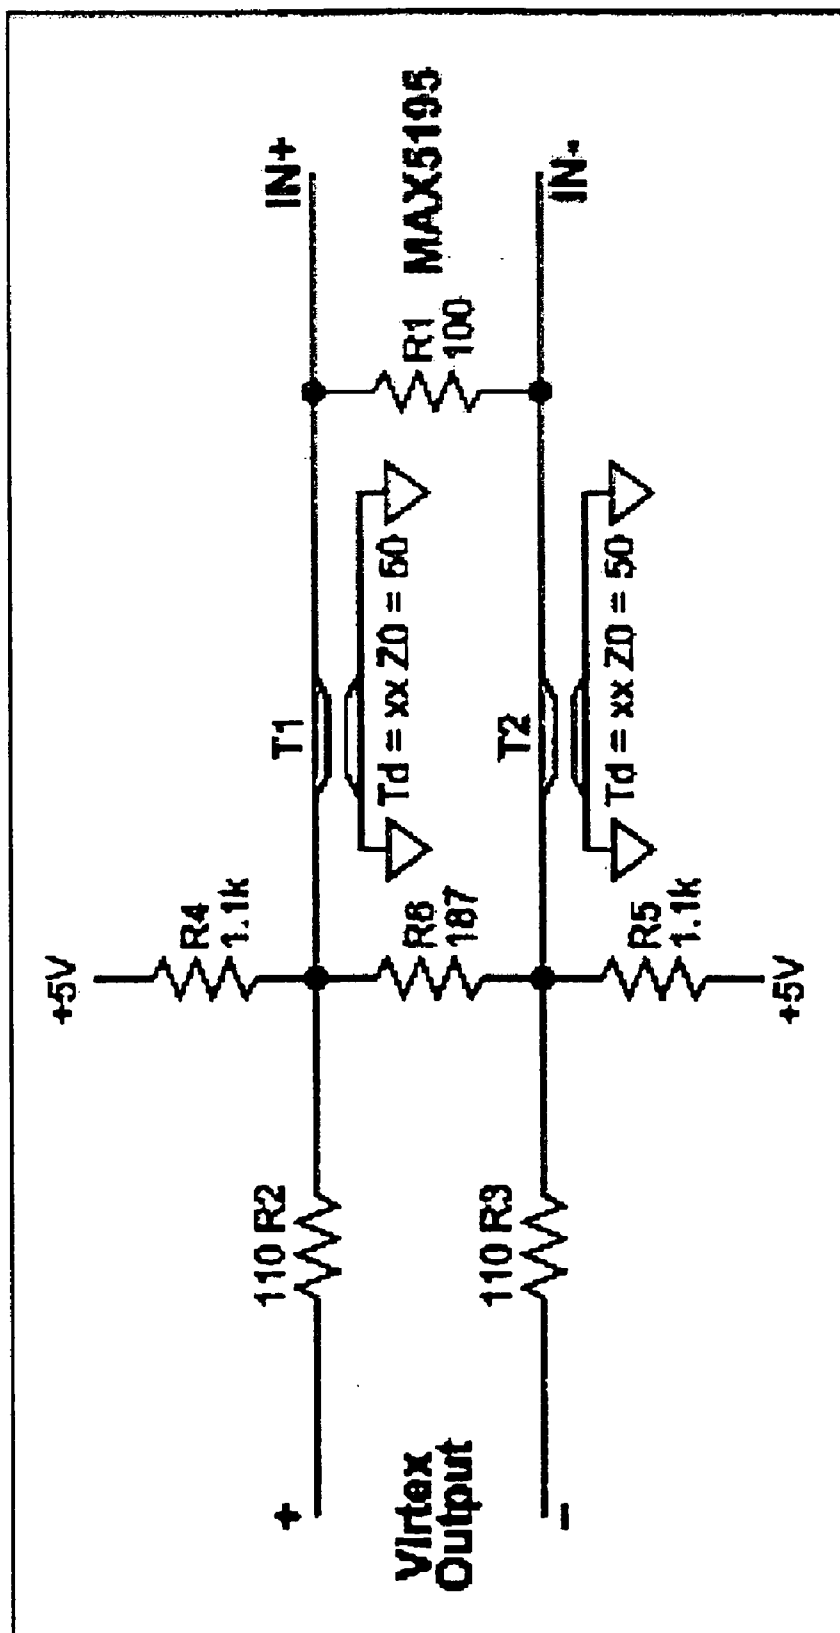 +5V
R4
1.1k
T1
IN+
+
110 R2
Td = xx Z0 = 50
Virtex
Output
R6
187
R1
100
MAX5195
T2
IN-
-
110 R3
Td = xx Z0 = 50
R5
1.1k
+5V